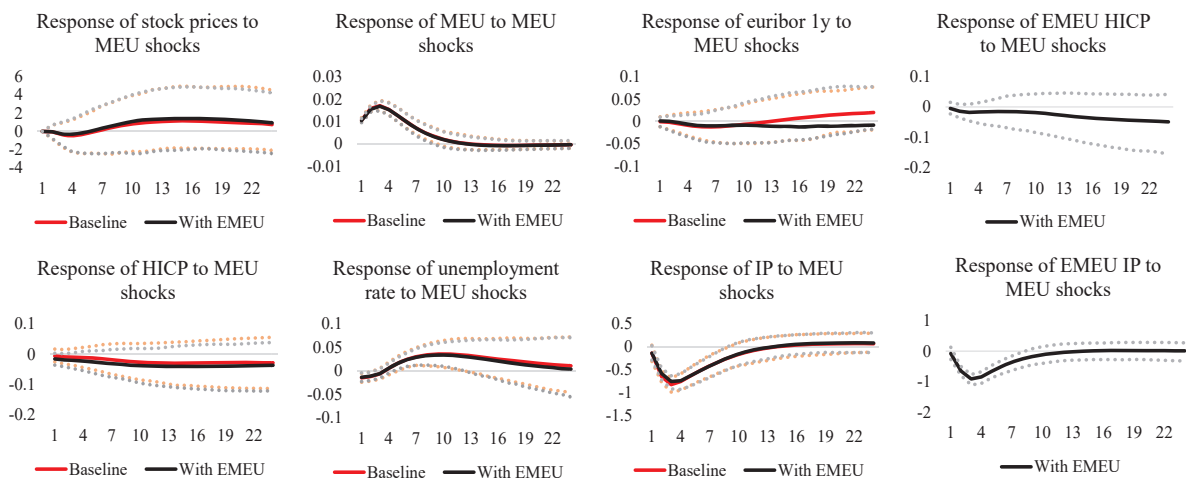 Response of stock prices to
MEU shocks
6
4
2
0
-2
-4
1 4 7 10 13 16 19 22
Baseline With EMEU
Response of MEU to MEU
shocks
0.03
0.02
0.01
0
-0.01
1 4 7 10 13 16 19 22
Baseline With EMEU
Response of euribor 1y to
MEU shocks
0.1
0.05
0
-0.05
-0.1
1 4 7 10 13 16 19 22
Baseline With EMEU
Response of EMEU HICP
to MEU shocks
0.1
0
-0.1
-0.2
1 4 7 10 13 16 19 22
With EMEU
Response of HICP to MEU
shocks
0.1
0
-0.1
-0.2
1 4 7 10 13 16 19 22
Baseline With EMEU
Response of unemployment
rate to MEU shocks
0.1
0.05
0
-0.05
-0.1
1 4 7 10 13 16 19 22
Baseline With EMEU
Response of IP to MEU
shocks
0.5
0
-0.5
-1
-1.5
1 4 7 10 13 16 19 22
Baseline With EMEU
Response of EMEU IP to
MEU shocks
1
0
-1
-2
1 4 7 10 13 16 19 22
With EMEU